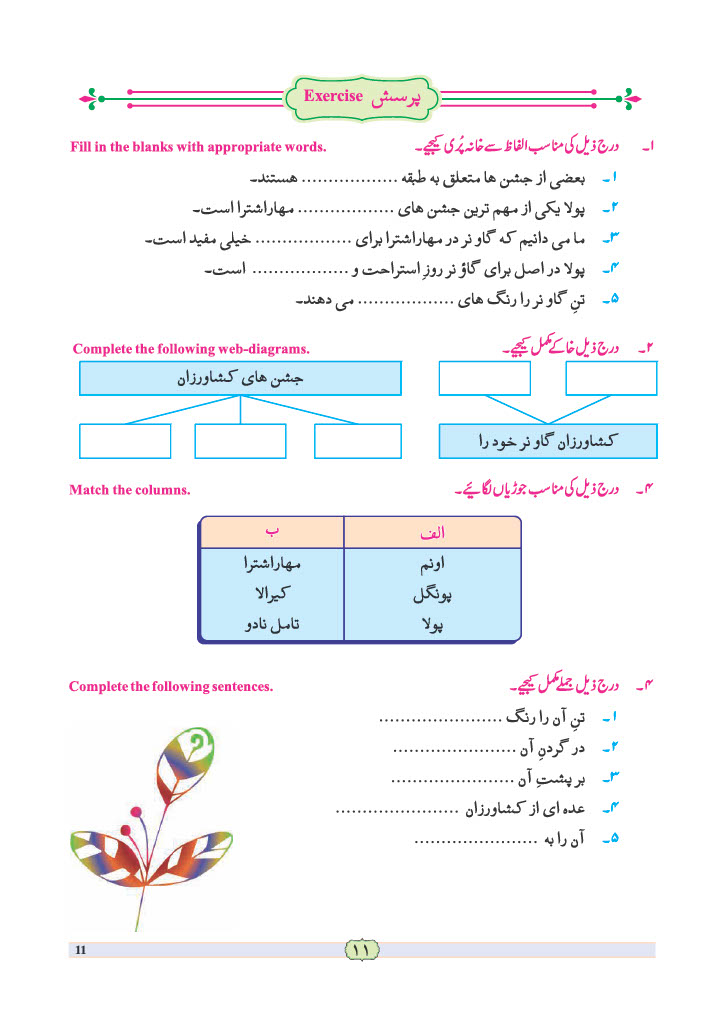 Exercise پرسش
۱۔ درج ذیل کی مناسب الفاظ سے خانہ پُری کیجیے۔ Fill in the blanks with appropriate words.
۱۔ بعضی از جشن ها متعلق به طبقه .................. هستند۔
۲۔ پولا یکی از مهم ترین جشن های .................. مهاراشترا است۔
۳۔ ما می دانیم که گاو نر در مهاراشترا برای .................. خیلی مفید است۔
۴۔ پولا در اصل برای گاؤ نر روزِ استراحت و .................. است۔
۵۔ تنِ گاو نر را رنگ های .................. می دهند۔
۲۔ درج ذیل خاکے مکمل کیجیے۔ Complete the following web-diagrams.
جشن های کشاورزان
کشاورزان گاو نر خود را
۴۔ درج ذیل کی مناسب جوڑیاں لگائیے۔ Match the columns.
الف ب
اونم مهاراشترا
پونگل کیرالا
پولا تامل نادو
۴۔ درج ذیل جملے مکمل کیجیے۔ Complete the following sentences.
۱۔ تنِ آن را رنگ .......................
۲۔ در گردنِ آن .......................
۳۔ بر پشتِ آن .......................
۴۔ عده ای از کشاورزان .......................
۵۔ آن را به .......................
11 ۱۱